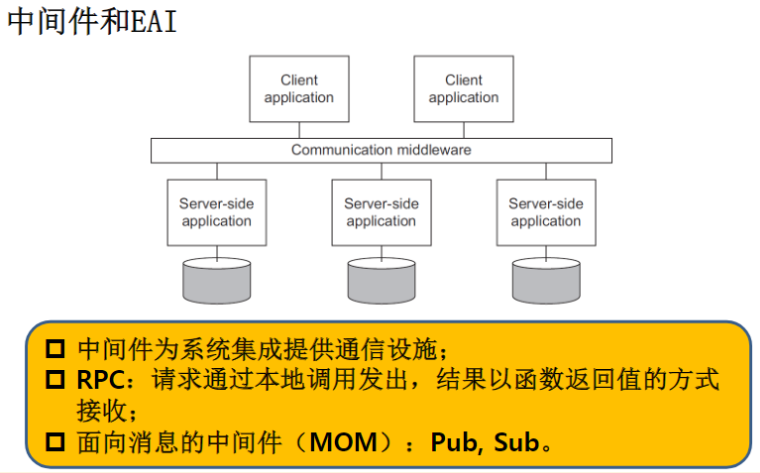 中间件和EAI
Client
application
Client
application
Communication middleware
Server-side
application
Server-side
application
Server-side
application
中间件为系统集成提供通信设施；
RPC：请求通过本地调用发出，结果以函数返回值的方式
接收；
面向消息的中间件（MOM）：Pub, Sub。